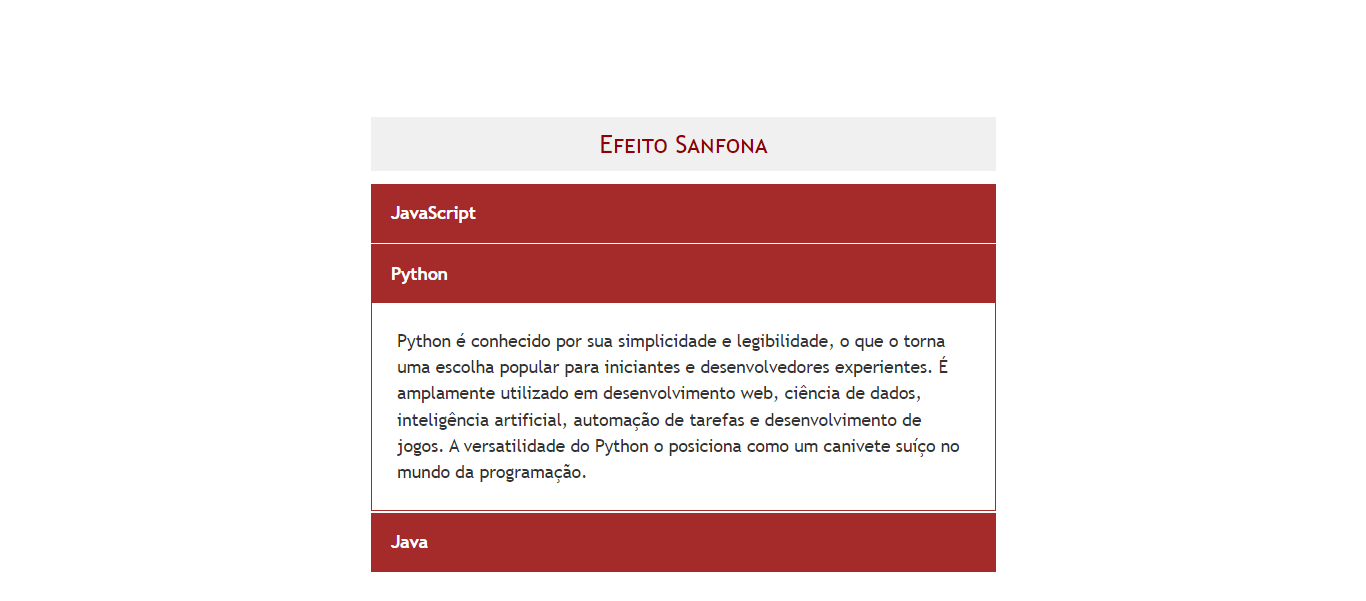 Efeito Sanfona
JavaScript
Python
Python é conhecido por sua simplicidade e legibilidade, o que o torna
uma escolha popular para iniciantes e desenvolvedores experientes. É
amplamente utilizado em desenvolvimento web, ciência de dados,
inteligência artificial, automação de tarefas e desenvolvimento de
jogos. A versatilidade do Python o posiciona como um canivete suíço no
mundo da programação.
Java